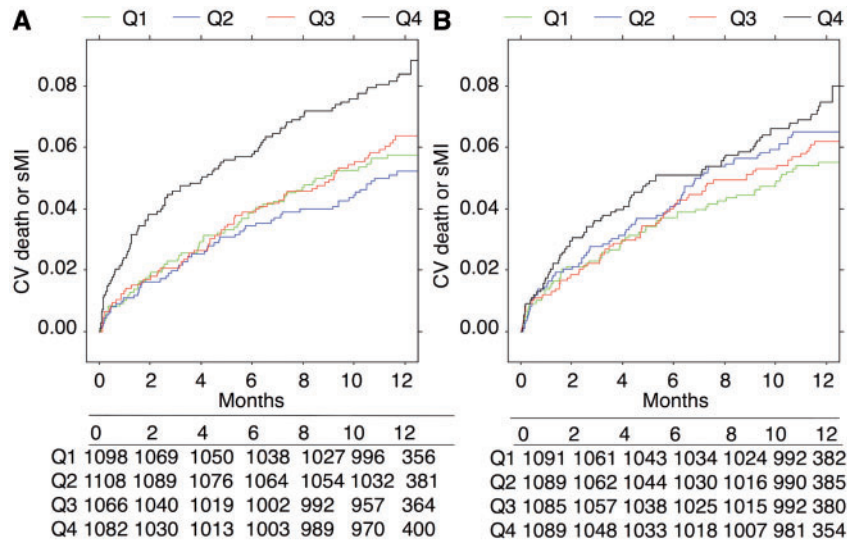 A Q1 Q2 Q3 Q4 B Q1 Q2 Q3 Q4
CV death or sMI
0.08
0.06
0.04
0.02
0.00
0 2 4 6 8 10 12
Months
CV death or sMI
0.08
0.06
0.04
0.02
0.00
0 2 4 6 8 10 12
Months
0 2 4 6 8 10 12
Q1 1098 1069 1050 1038 1027 996 356
Q2 1108 1089 1076 1064 1054 1032 381
Q3 1066 1040 1019 1002 992 957 364
Q4 1082 1030 1013 1003 989 970 400
0 2 4 6 8 10 12
Q1 1091 1061 1043 1034 1024 992 382
Q2 1089 1062 1044 1030 1016 990 385
Q3 1085 1057 1038 1025 1015 992 380
Q4 1089 1048 1033 1018 1007 981 354